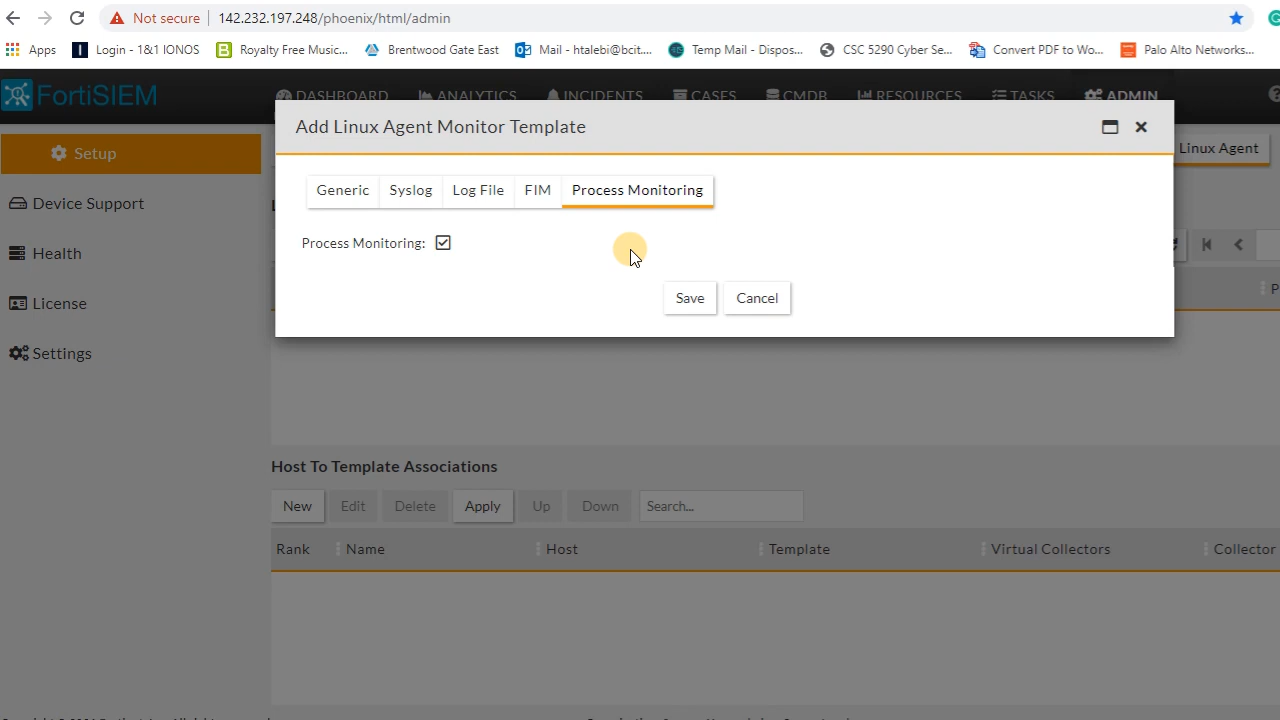 Not secure 142.232.197.248/phoenix/html/admin
Apps Login - 1&1 IONOS Royalty Free Music... Brentwood Gate East Mail - htalebi@bcit.... Temp Mail - Dispos... CSC 5290 Cyber Se... Convert PDF to Wo... Palo Alto Networks...
FortiSIEM DASHBOARD ANALYTICS INCIDENTS CASES CMDB RESOURCES TASKS ADMIN
Add Linux Agent Monitor Template
Setup
Linux Agent
Generic Syslog Log File FIM Process Monitoring
Device Support
Process Monitoring:
Health
Save Cancel
License
Settings
Host To Template Associations
New Edit Delete Apply Up Down Search...
Rank Name Host Template Virtual Collectors Collector